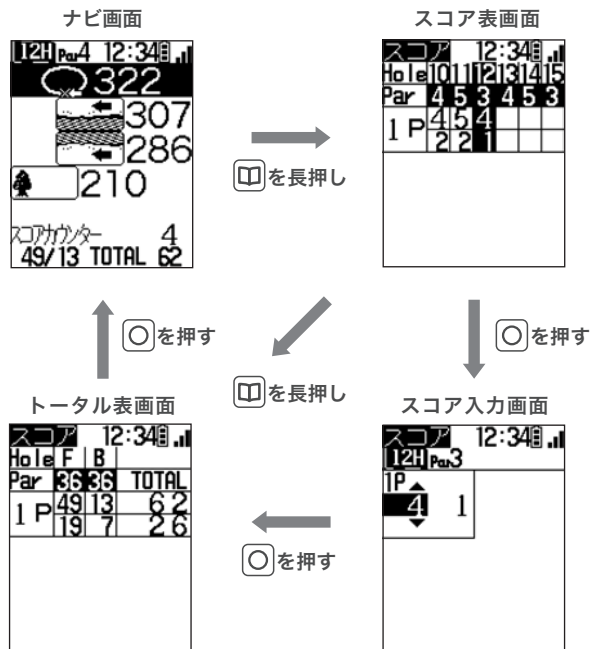 ナビ画面
12H Par4 12:34
322
307
286
210
スコアカウンター 4
49/13 TOTAL 62
を長押し
スコア表画面
スコア 12:34
Hole 10 11 12 13 14 15
Par 4 5 3 4 5 3
1P 4 5 4
2 2 1
を押す
を長押し
を押す
トータル表画面
スコア 12:34
Hole F B
Par 36 36 TOTAL
1P 49 13 62
19 7 26
を押す
スコア入力画面
スコア 12:34
12H Par3
1P
4 1